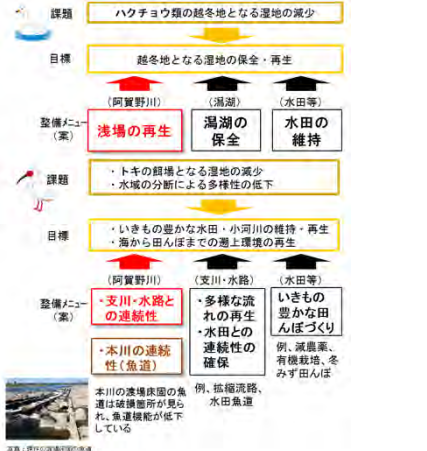 課題
ハクチョウ類の越冬地となる湿地の減少
目標
越冬地となる湿地の保全・再生
（阿賀野川）
（潟湖）
（水田等）
整備メニュー
（案）
浅場の再生
潟湖の
保全
水田の
維持
課題
・トキの餌場となる湿地の減少
・水域の分断による多様性の低下
目標
・いきもの豊かな水田・小河川の維持・再生
・海から田んぼまでの遡上環境の再生
（阿賀野川）
（支川・水路）
（水田等）
整備メニュー
（案）
・支川・水路と
の連続性
・本川の連続
性（魚道）
本川の渡場床固の魚
道は破損箇所が見ら
れ、魚道機能が低下
している
・多様な流
れの再生
・水田との
連続性の
確保
例、拡縮流路、
水田魚道
いきもの
豊かな田
んぼづくり
例、減農薬、
有機栽培、冬
みず田んぼ